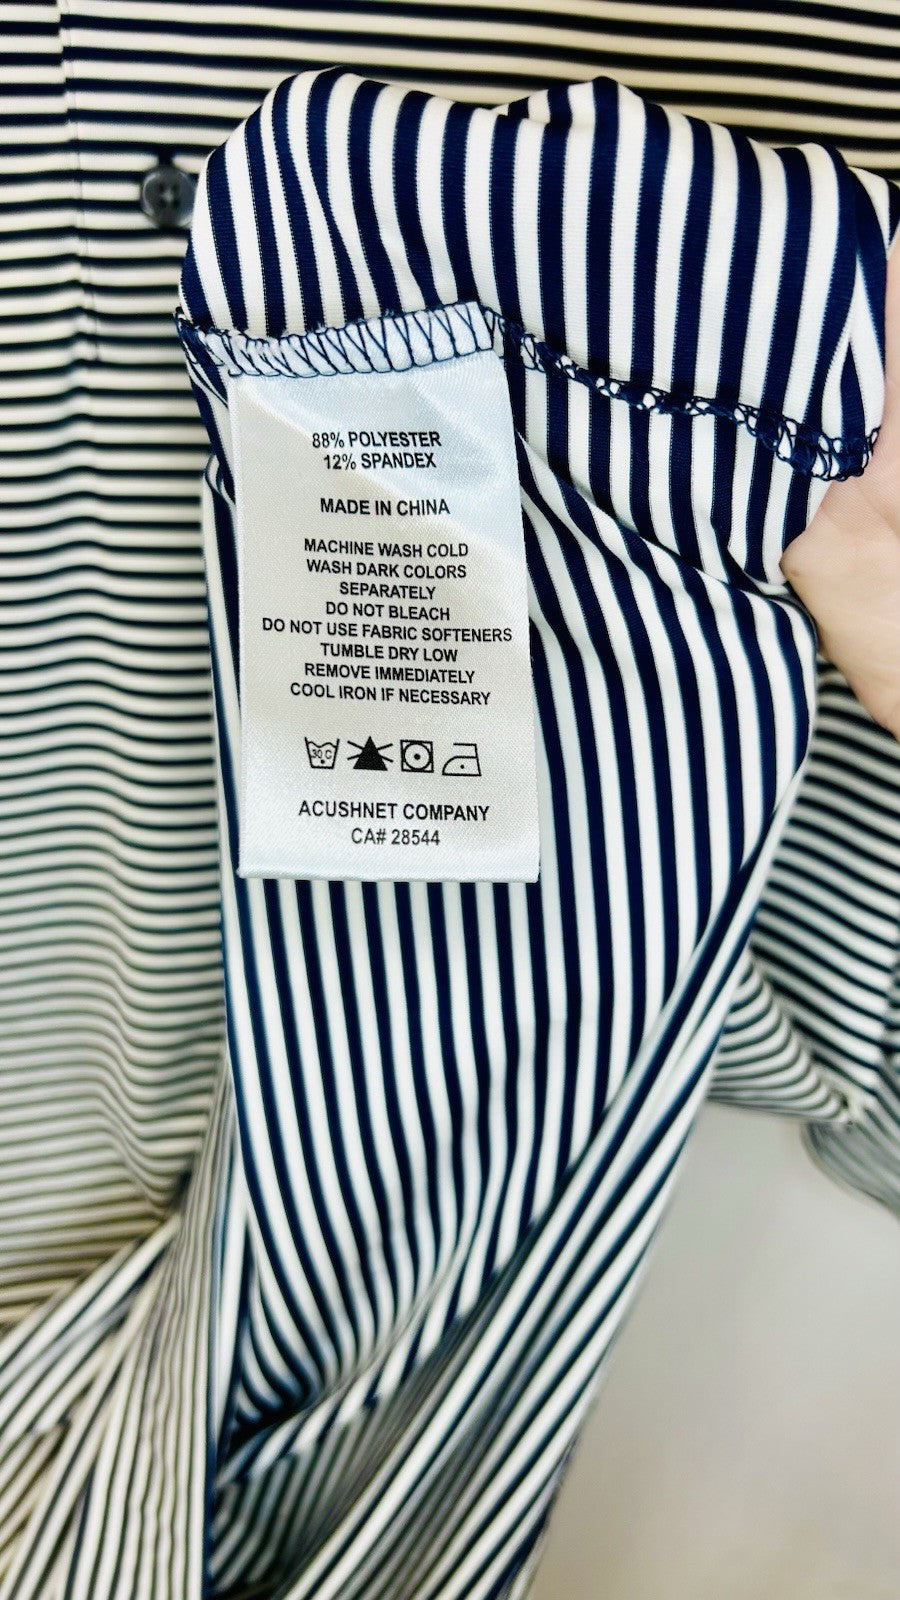 88% POLYESTER
12% SPANDEX
MADE IN CHINA
MACHINE WASH COLD
WASH DARK COLORS
SEPARATELY
DO NOT BLEACH
DO NOT USE FABRIC SOFTENERS
TUMBLE DRY LOW
REMOVE IMMEDIATELY
COOL IRON IF NECESSARY
30 C
ACUSHNET COMPANY
CA# 28544